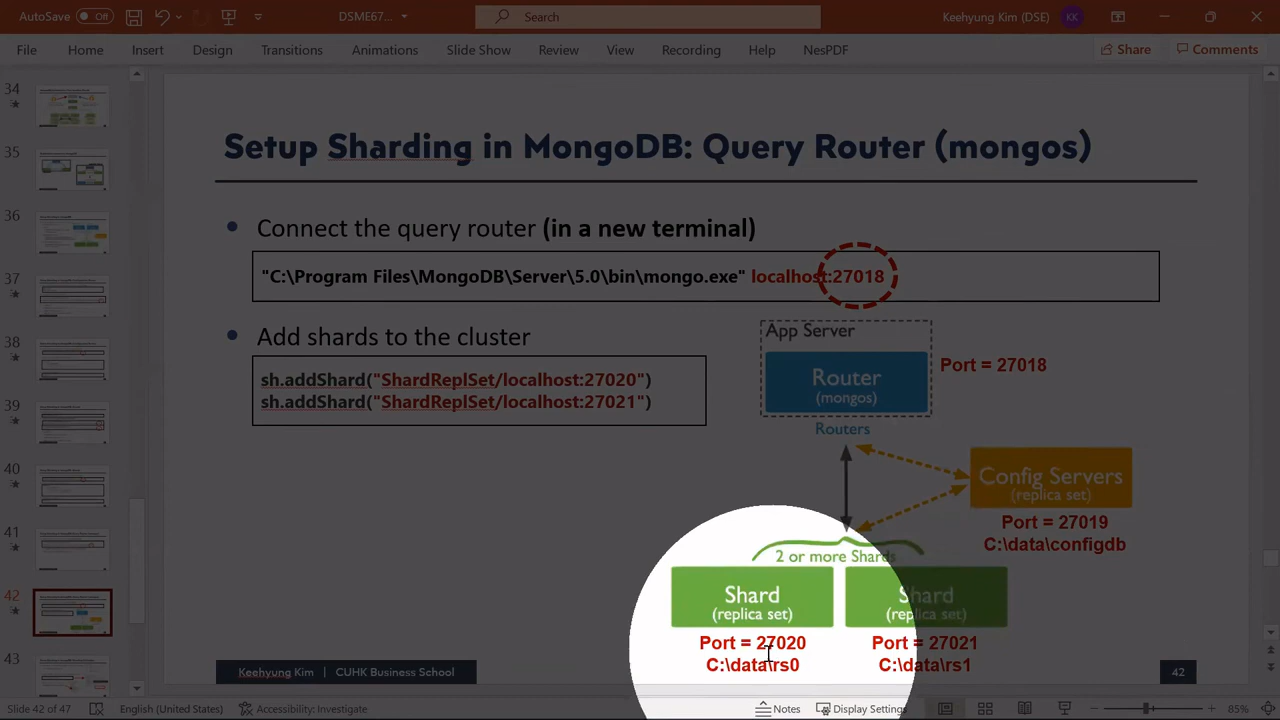 AutoSave Off
DSME67...
Search
Keehyung Kim (DSE) KK
File Home Insert Design Transitions Animations Slide Show Review View Recording Help NesPDF Share Comments
34
35
36
37
38
39
40
41
42
43
Setup Sharding in MongoDB: Query Router (mongos)
• Connect the query router (in a new terminal)
"C:\Program Files\MongoDB\Server\5.0\bin\mongo.exe" localhost:27018
• Add shards to the cluster
sh.addShard("ShardReplSet/localhost:27020")
sh.addShard("ShardReplSet/localhost:27021")
App Server
Router
(mongos)
Port = 27018
Routers
Config Servers
(replica set)
Port = 27019
C:\data\configdb
2 or more Shards
Shard
(replica set)
Port = 27020
C:\data\rs0
Shard
(replica set)
Port = 27021
C:\data\rs1
Keehyung Kim | CUHK Business School
42
Slide 42 of 47 English (United States) Accessibility: Investigate Notes Display Settings 85%